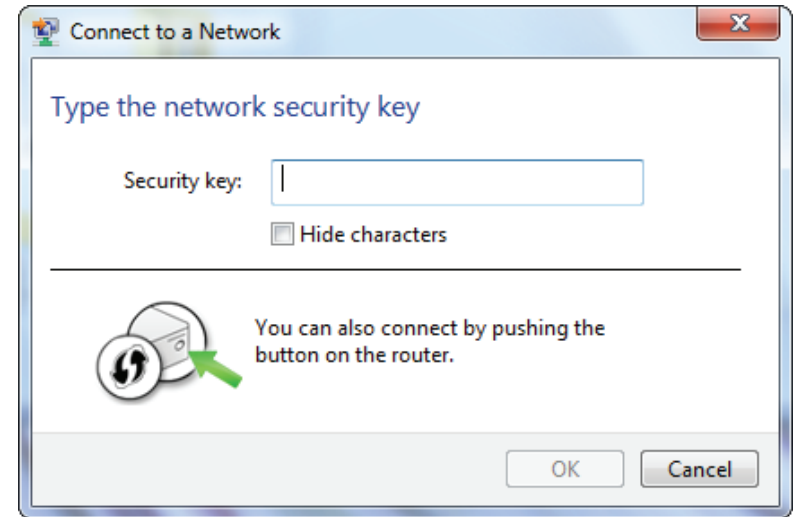 Connect to a Network
X
Type the network security key
Security key:
Hide characters
You can also connect by pushing the
button on the router.
OK Cancel